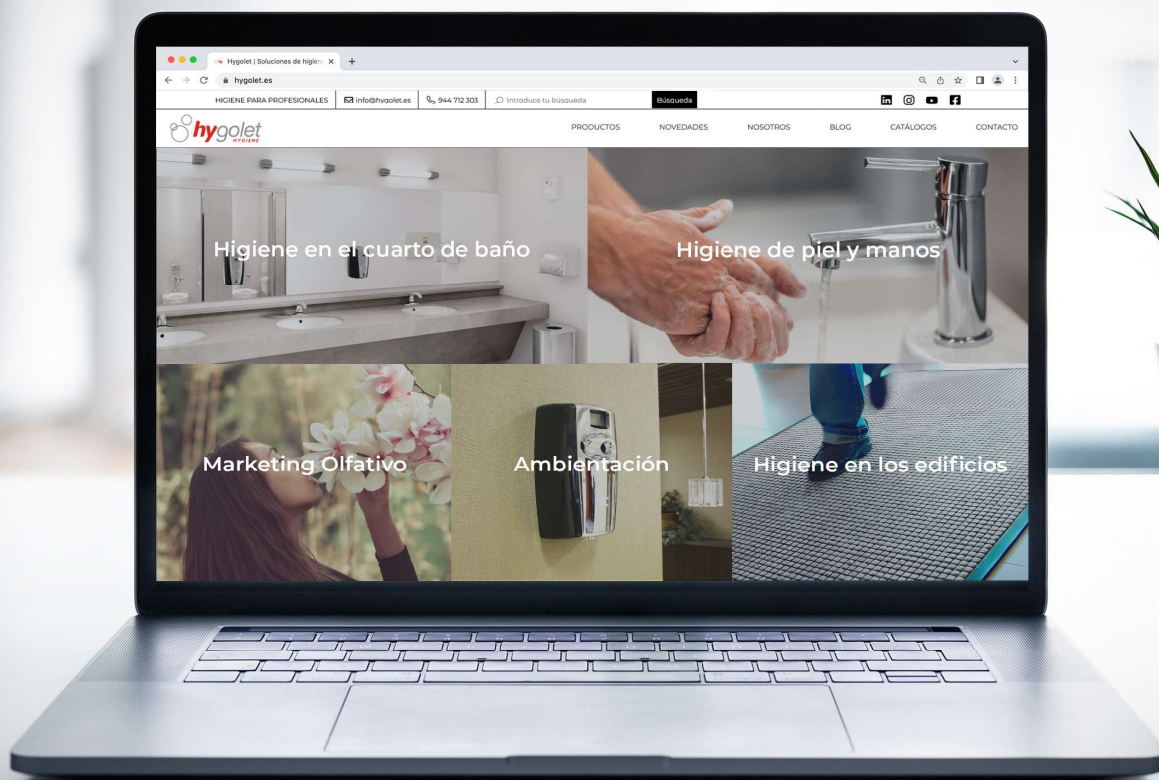 Hygolet | Soluciones de higien
hygolet.es
HIGIENE PARA PROFESIONALES info@hygolet.es 944 712 303 Introduce tu búsqueda Búsqueda
hygolet
HYGIENE
PRODUCTOS NOVEDADES NOSOTROS BLOG CATÁLOGOS CONTACTO
Higiene en el cuarto de baño
Higiene de piel y manos
Marketing Olfativo
Ambientación
Higiene en los edificios